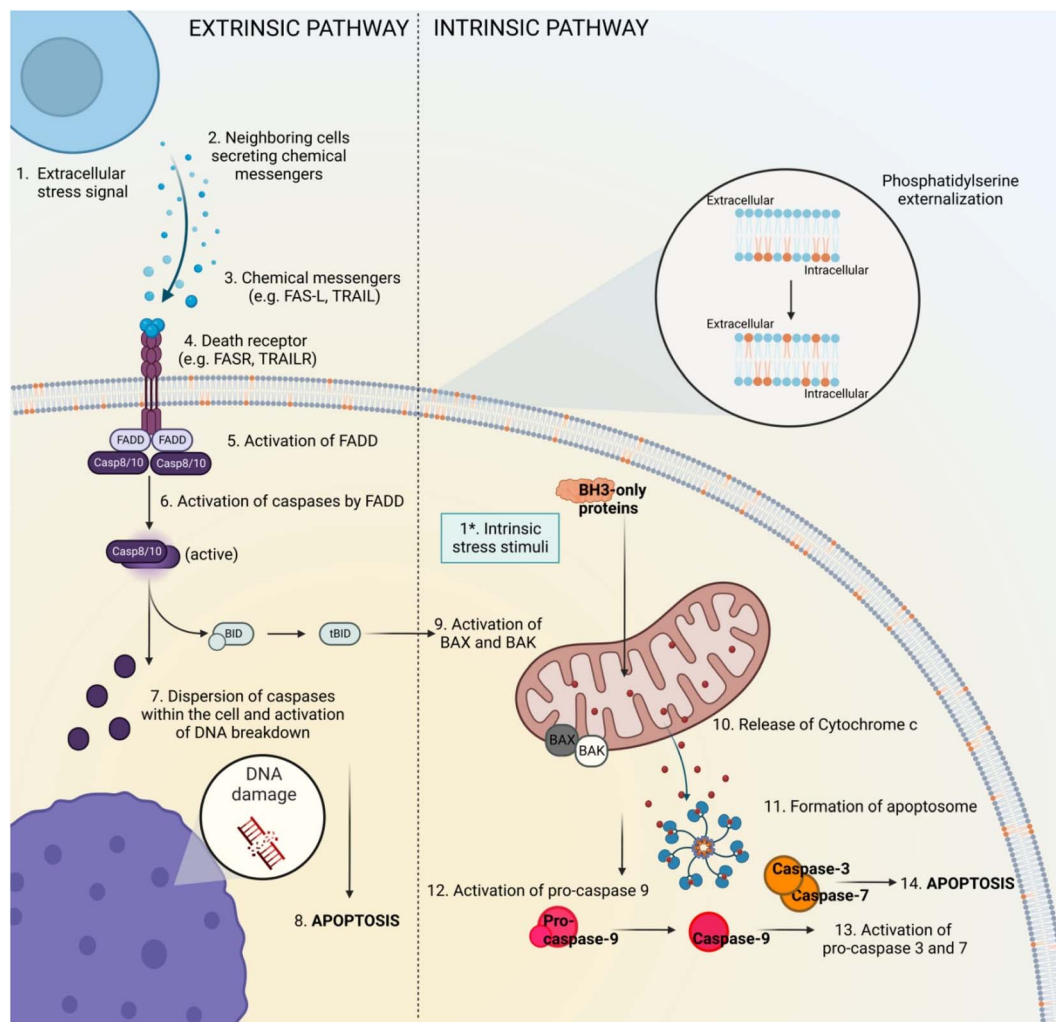 EXTRINSIC PATHWAY
INTRINSIC PATHWAY
1. Extracellular
stress signal
2. Neighboring cells
secreting chemical
messengers
3. Chemical messengers
(e.g. FAS-L, TRAIL)
4. Death receptor
(e.g. FASR, TRAILR)
FADD
FADD
Casp8/10
Casp8/10
5. Activation of FADD
6. Activation of caspases by FADD
Casp8/10
(active)
BID
tBID
7. Dispersion of caspases
within the cell and activation
of DNA breakdown
DNA
damage
8. APOPTOSIS
Phosphatidylserine
externalization
Extracellular
Intracellular
Extracellular
Intracellular
BH3-only
proteins
1*. Intrinsic
stress stimuli
9. Activation of
BAX and BAK
BAX
BAK
10. Release of Cytochrome c
11. Formation of apoptosome
12. Activation of pro-caspase 9
Pro-
caspase-9
Caspase-9
Caspase-3
Caspase-7
14. APOPTOSIS
13. Activation of
pro-caspase 3 and 7